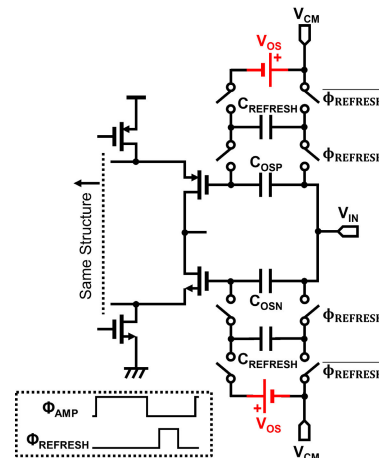 V_CM
V_OS
+
Φ_REFRESH
C_REFRESH
Φ_REFRESH
C_OSP
Same Structure
V_IN
C_OSN
Φ_REFRESH
C_REFRESH
Φ_REFRESH
+
V_OS
V_CM
Φ_AMP
Φ_REFRESH